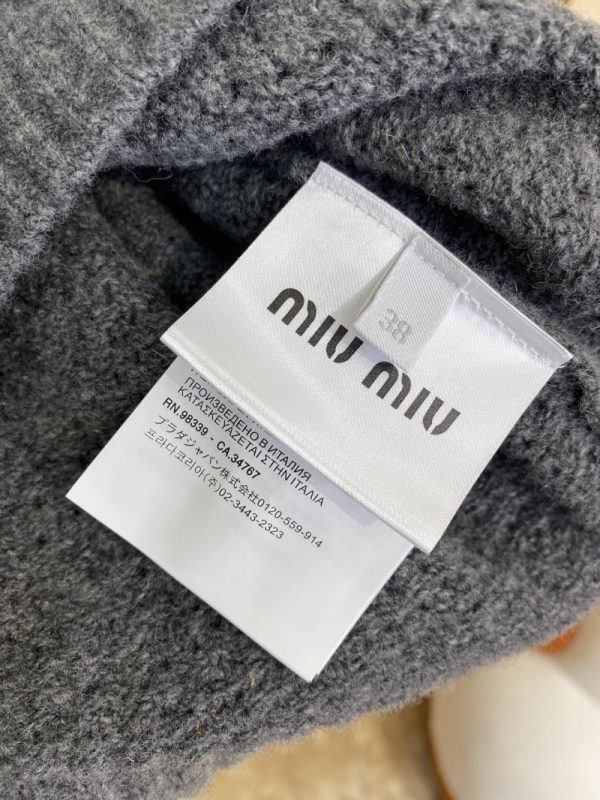 38
MIU MIU
ПРОИЗВЕДЕНО В ИТАЛИЯ
ΚΑΤΑΣΚΕΥΑΖΕΤΑΙ ΣΤΗΝ ΙΤΑΛΙΑ
RN.98339 - CA.34767
プラダジャパン株式会社0120-559-914
프라다코리아(주)02-3443-2323